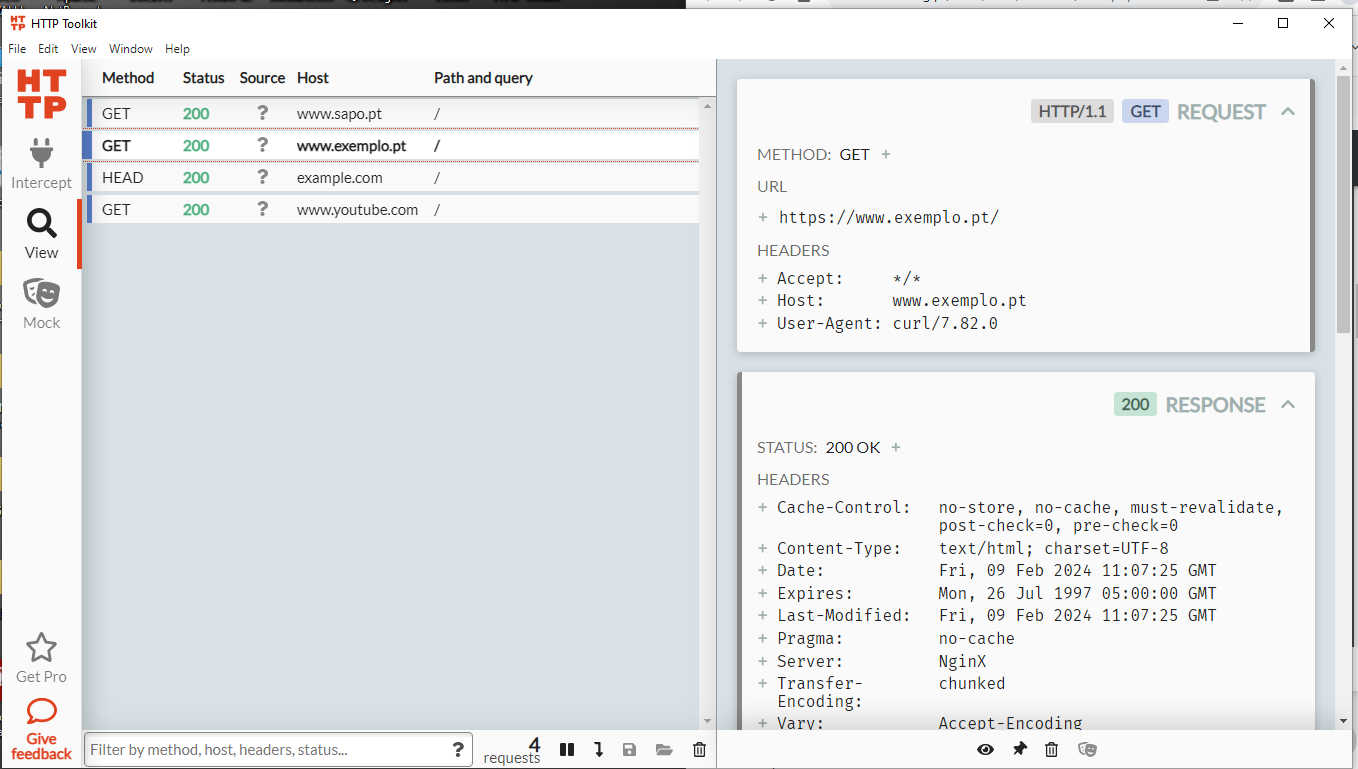 HTTP Toolkit
File Edit View Window Help
HT
TP
Intercept
View
Mock
Get Pro
Give
feedback
Method Status Source Host Path and query
GET 200 ? www.sapo.pt /
GET 200 ? www.exemplo.pt /
HEAD 200 ? example.com /
GET 200 ? www.youtube.com /
Filter by method, host, headers, status... ?
4
requests
HTTP/1.1 GET REQUEST
METHOD: GET +
URL
+ https://www.exemplo.pt/
HEADERS
+ Accept: */*
+ Host: www.exemplo.pt
+ User-Agent: curl/7.82.0
200 RESPONSE
STATUS: 200 OK +
HEADERS
+ Cache-Control: no-store, no-cache, must-revalidate,
post-check=0, pre-check=0
+ Content-Type: text/html; charset=UTF-8
+ Date: Fri, 09 Feb 2024 11:07:25 GMT
+ Expires: Mon, 26 Jul 1997 05:00:00 GMT
+ Last-Modified: Fri, 09 Feb 2024 11:07:25 GMT
+ Pragma: no-cache
+ Server: NginX
+ Transfer- chunked
Encoding:
+ Vary: Accept-Encoding